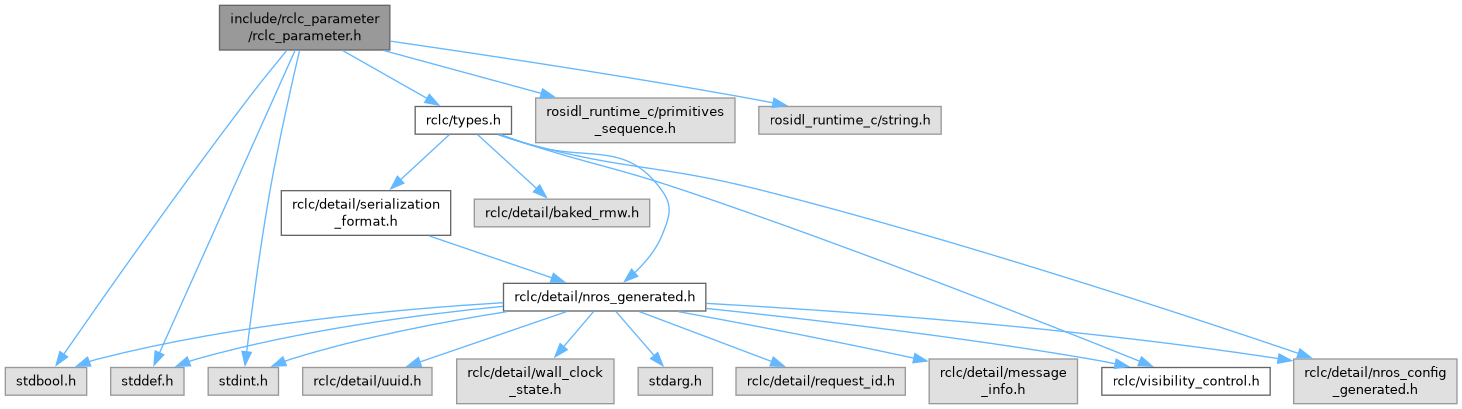 include/rclc_parameter
/rclc_parameter.h
rclc/types.h
rosidl_runtime_c/primitives
_sequence.h
rosidl_runtime_c/string.h
rclc/detail/serialization
_format.h
rclc/detail/baked_rmw.h
rclc/detail/nros_generated.h
stdbool.h
stddef.h
stdint.h
rclc/detail/uuid.h
rclc/detail/wall_clock
_state.h
stdarg.h
rclc/detail/request_id.h
rclc/detail/message
_info.h
rclc/visibility_control.h
rclc/detail/nros_config
_generated.h